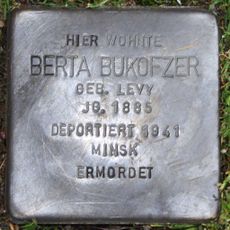 HIER WOHNTE
BERTA BUKOFZER
GEB. LEVY
JG. 1885
DEPORTIERT 1941
MINSK
ERMORDET